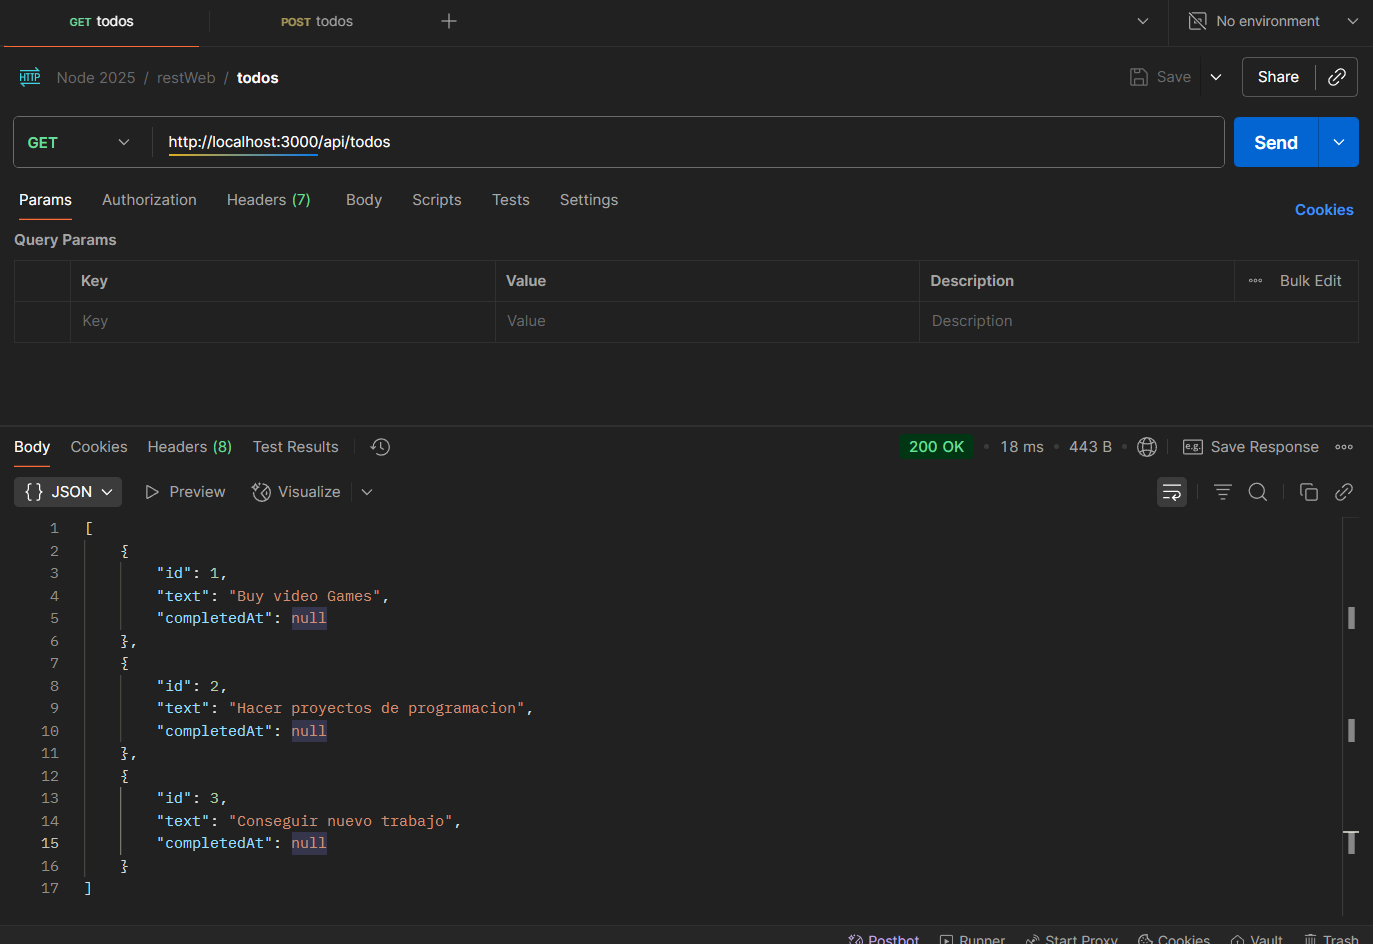 GET todos POST todos No environment
HTTP Node 2025 / restWeb / todos Save Share
GET http://localhost:3000/api/todos Send
Params Authorization Headers (7) Body Scripts Tests Settings Cookies
Query Params
Key Value Description Bulk Edit
Key Value Description
Body Cookies Headers (8) Test Results 200 OK 18 ms 443 B e.g. Save Response
{} JSON Preview Visualize
1 [
2 {
3 "id": 1,
4 "text": "Buy video Games",
5 "completedAt": null
6 },
7 {
8 "id": 2,
9 "text": "Hacer proyectos de programacion",
10 "completedAt": null
11 },
12 {
13 "id": 3,
14 "text": "Conseguir nuevo trabajo",
15 "completedAt": null
16 }
17 ]
Postbot Runner Start Proxy Cookies Vault Trash